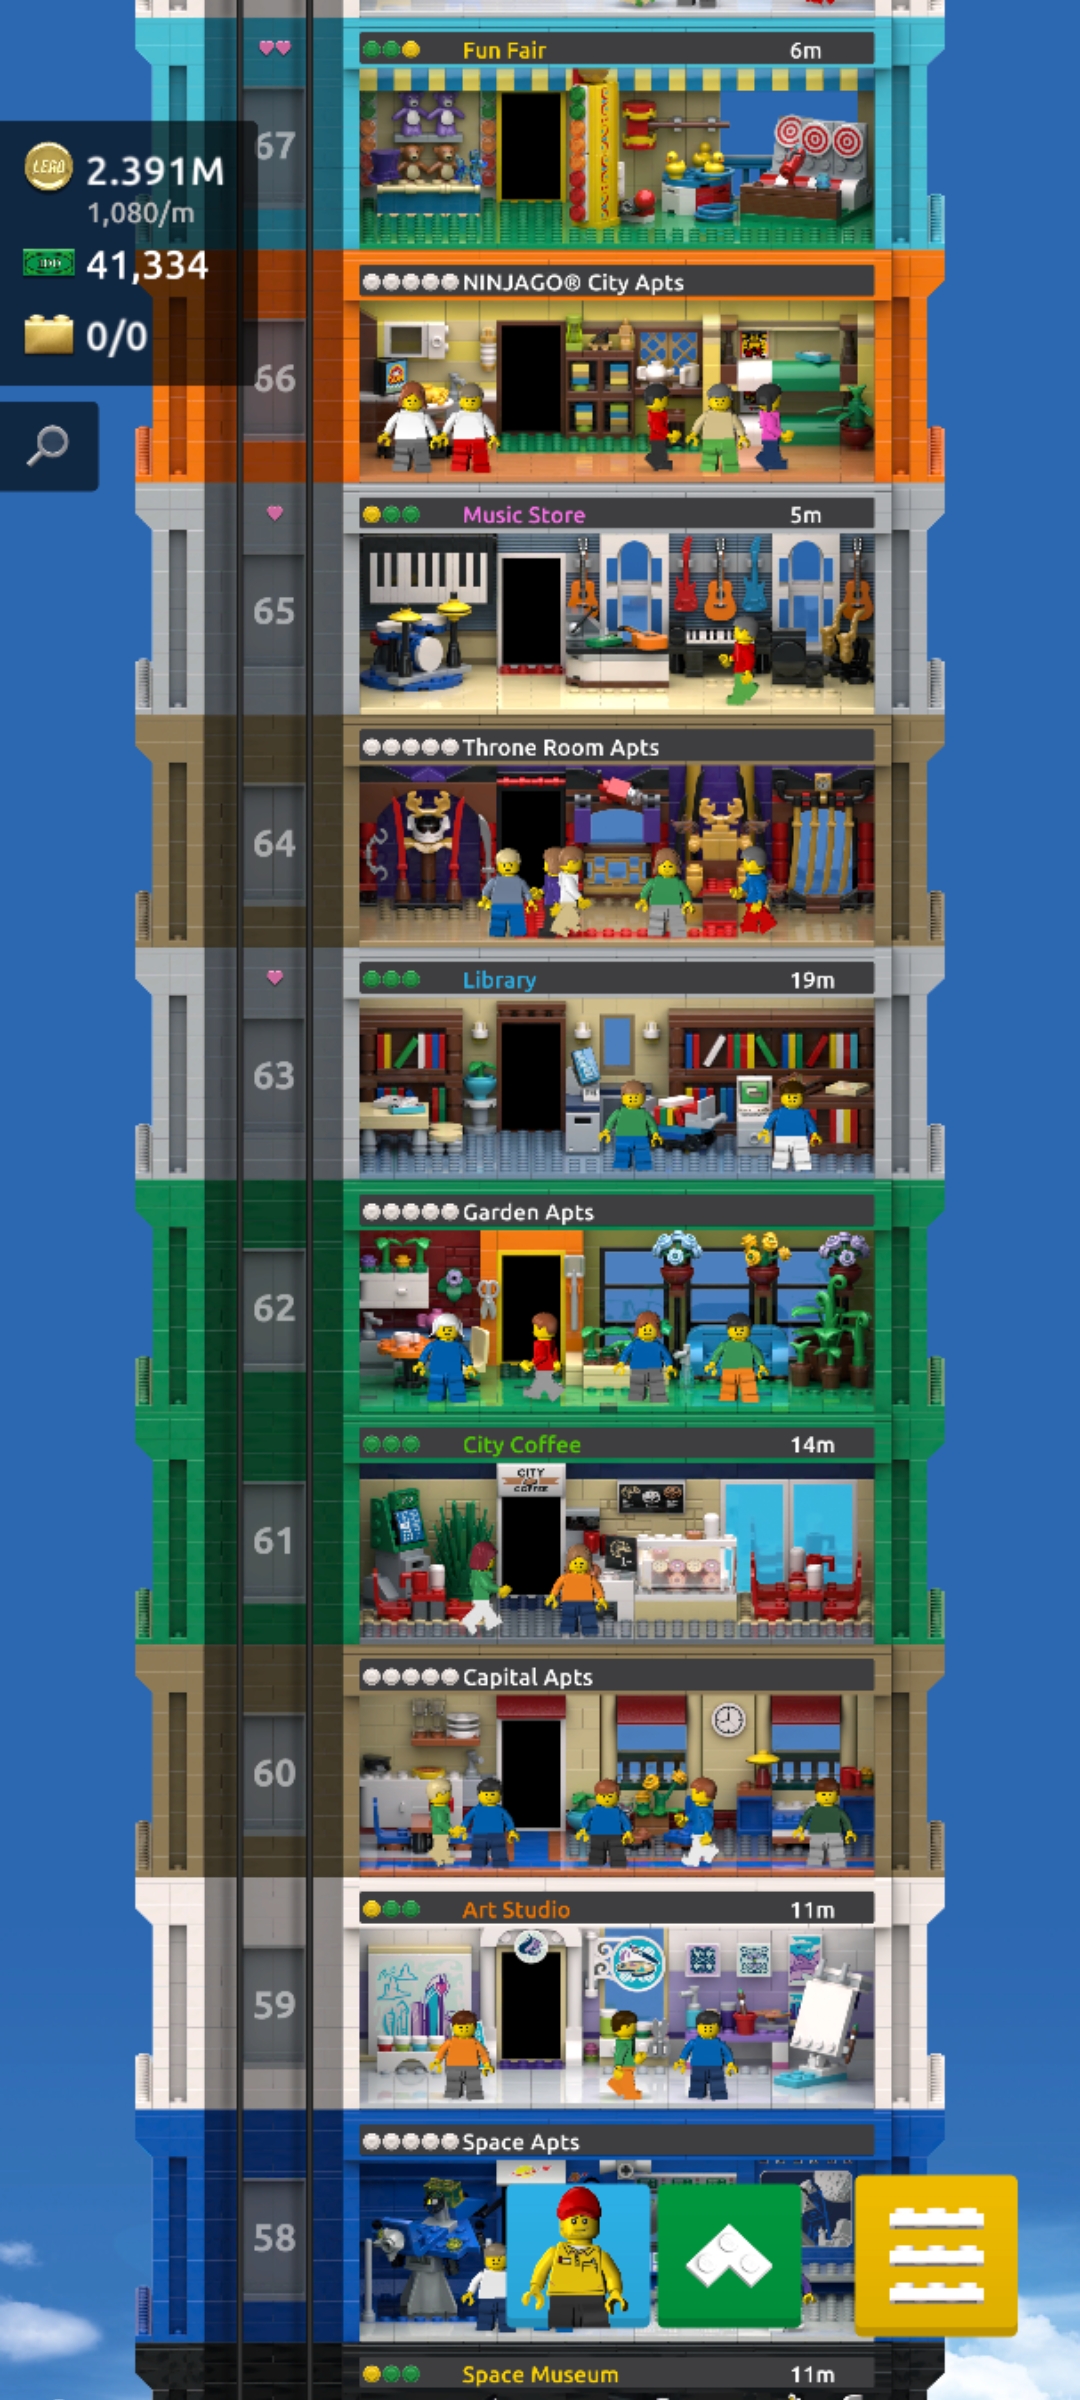 Fun Fair 6m
67
LEGO 2.391M
1,080/m
41,334
0/0
NINJAGO® City Apts
66
Music Store 5m
65
Throne Room Apts
64
Library 19m
63
Garden Apts
62
City Coffee 14m
CITY
COFFEE
61
Capital Apts
60
Art Studio 11m
59
Space Apts
58
Space Museum 11m